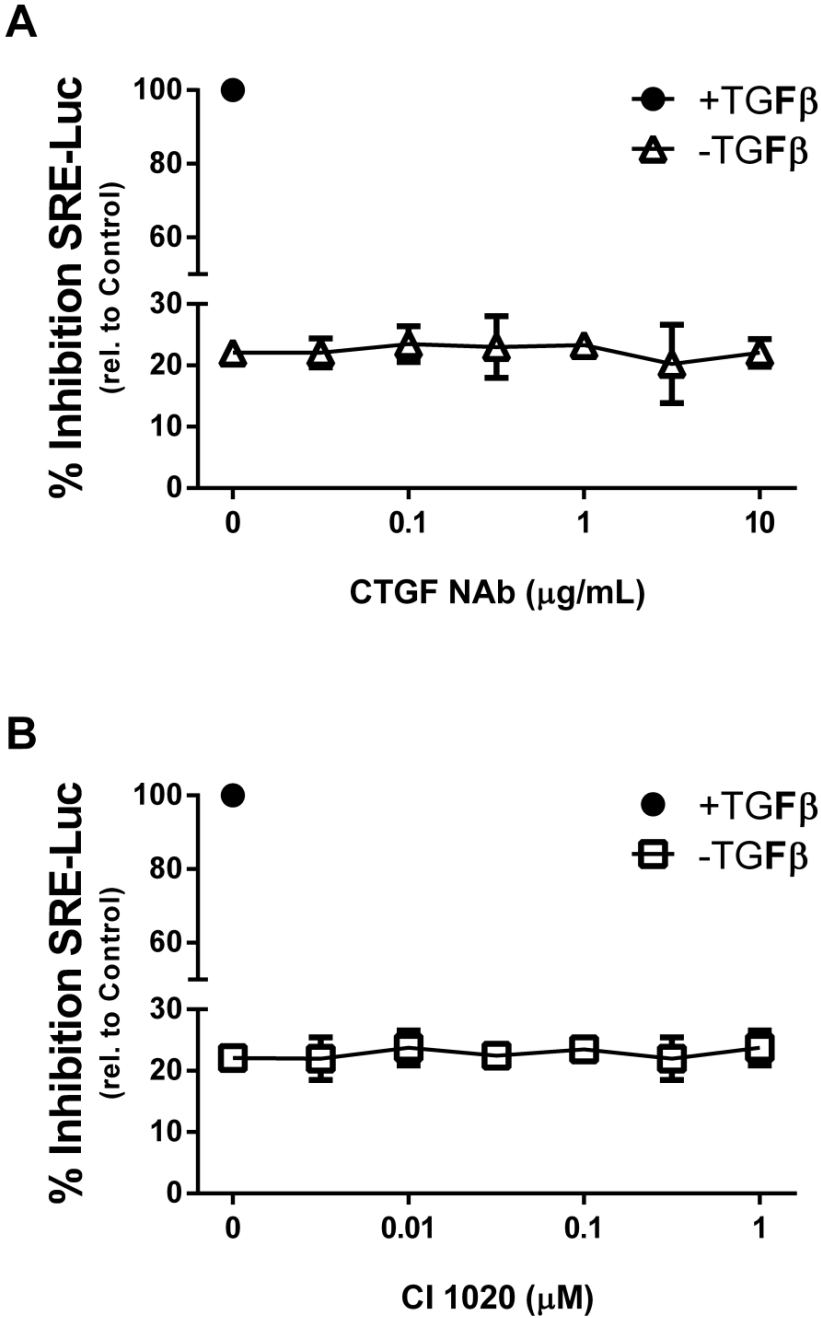 A
% Inhibition SRE-Luc
(rel. to Control)
100
80
60
30
20
10
0
+TGFβ
-TGFβ
0 0.1 1 10
CTGF NAb (μg/mL)
B
% Inhibition SRE-Luc
(rel. to Control)
100
80
60
30
20
10
0
+TGFβ
-TGFβ
0 0.01 0.1 1
CI 1020 (μM)